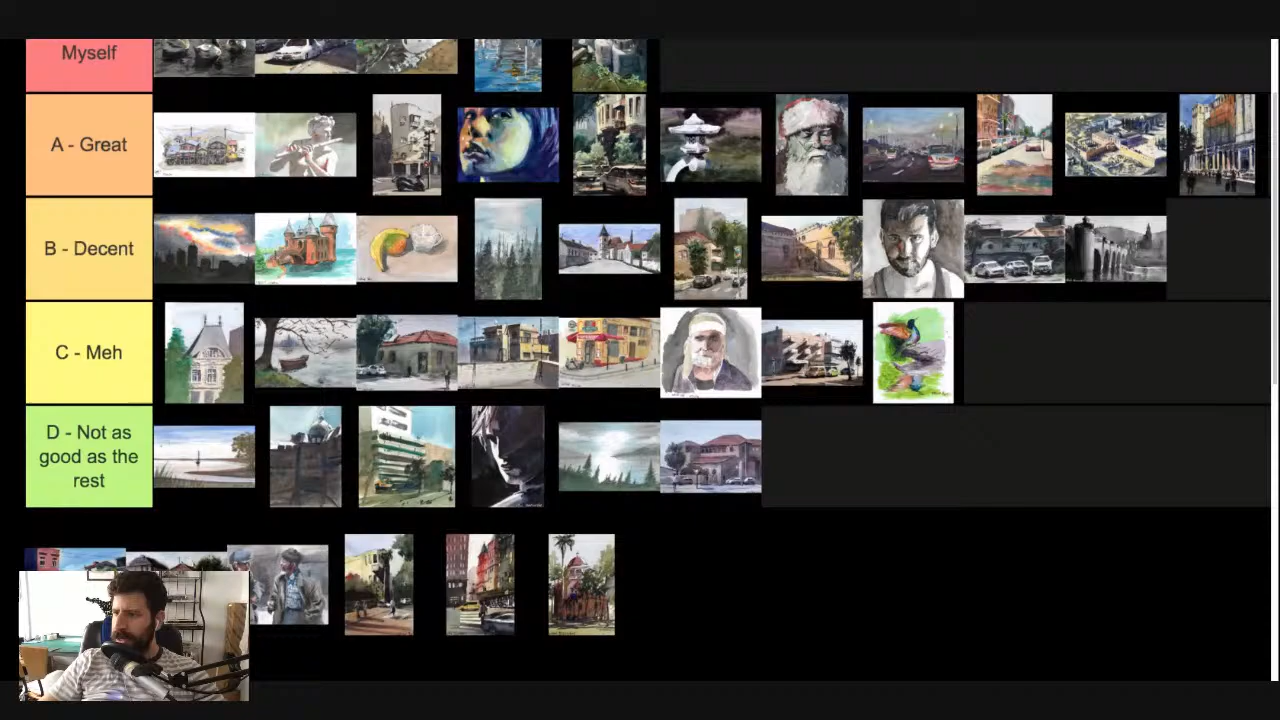 Myself
A - Great
B - Decent
C - Meh
D - Not as
good as the
rest